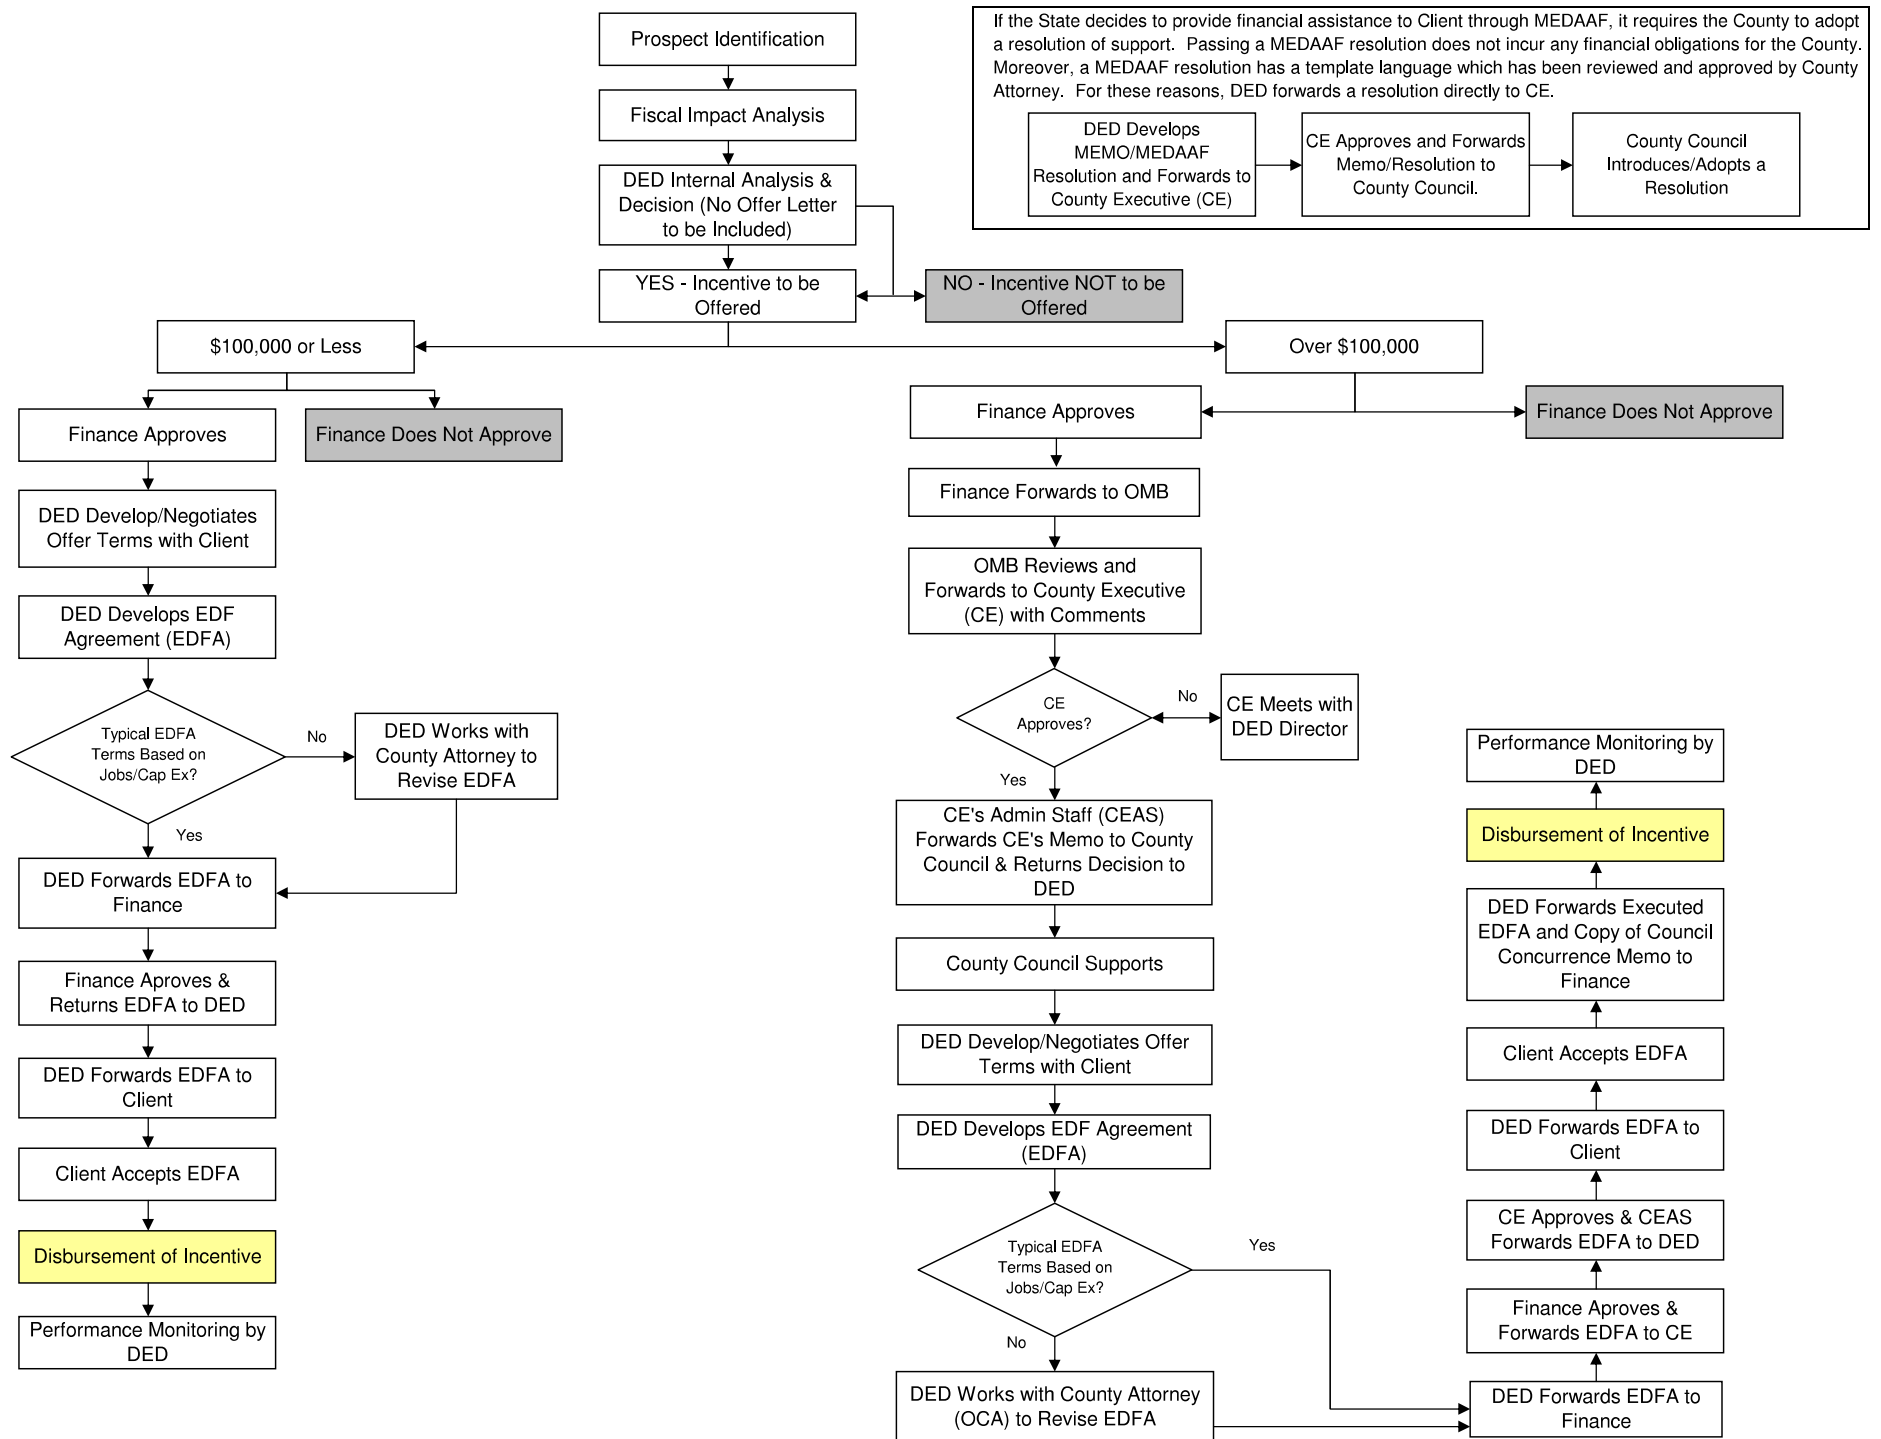 Prospect Identification
Fiscal Impact Analysis
DED Internal Analysis &
Decision (No Offer Letter
to be Included)
YES - Incentive to be
Offered
NO - Incentive NOT to be
Offered
If the State decides to provide financial assistance to Client through MEDAAF, it requires the County to adopt
a resolution of support. Passing a MEDAAF resolution does not incur any financial obligations for the County.
Moreover, a MEDAAF resolution has a template language which has been reviewed and approved by County
Attorney. For these reasons, DED forwards a resolution directly to CE.
DED Develops
MEMO/MEDAAF
Resolution and Forwards to
County Executive (CE)
CE Approves and Forwards
Memo/Resolution to
County Council.
County Council
Introduces/Adopts a
Resolution
$100,000 or Less
Finance Approves
Finance Does Not Approve
DED Develop/Negotiates
Offer Terms with Client
DED Develops EDF
Agreement (EDFA)
Typical EDFA
Terms Based on
Jobs/Cap Ex?
No
DED Works with
County Attorney to
Revise EDFA
Yes
DED Forwards EDFA to
Finance
Finance Aproves &
Returns EDFA to DED
DED Forwards EDFA to
Client
Client Accepts EDFA
Disbursement of Incentive
Performance Monitoring by
DED
Over $100,000
Finance Approves
Finance Does Not Approve
Finance Forwards to OMB
OMB Reviews and
Forwards to County Executive
(CE) with Comments
CE
Approves?
No
CE Meets with
DED Director
Yes
CE's Admin Staff (CEAS)
Forwards CE's Memo to County
Council & Returns Decision to
DED
County Council Supports
DED Develop/Negotiates Offer
Terms with Client
DED Develops EDF Agreement
(EDFA)
Typical EDFA
Terms Based on
Jobs/Cap Ex?
Yes
No
DED Works with County Attorney
(OCA) to Revise EDFA
DED Forwards EDFA to
Finance
Finance Aproves &
Forwards EDFA to CE
CE Approves & CEAS
Forwards EDFA to DED
DED Forwards EDFA to
Client
Client Accepts EDFA
DED Forwards Executed
EDFA and Copy of Council
Concurrence Memo to
Finance
Disbursement of Incentive
Performance Monitoring by
DED